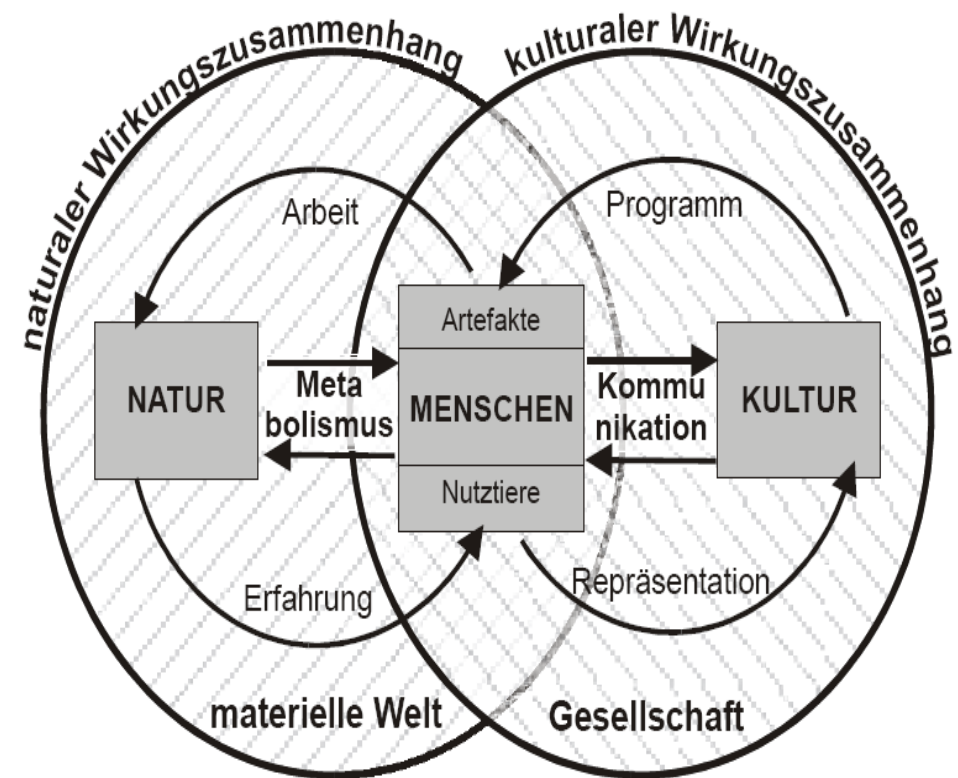 naturaler Wirkungszusammenhang
kulturaler Wirkungszusammenhang
Arbeit
Programm
Artefakte
NATUR
Meta
bolismus
MENSCHEN
Kommu
nikation
KULTUR
Nutztiere
Erfahrung
Repräsentation
materielle Welt
Gesellschaft